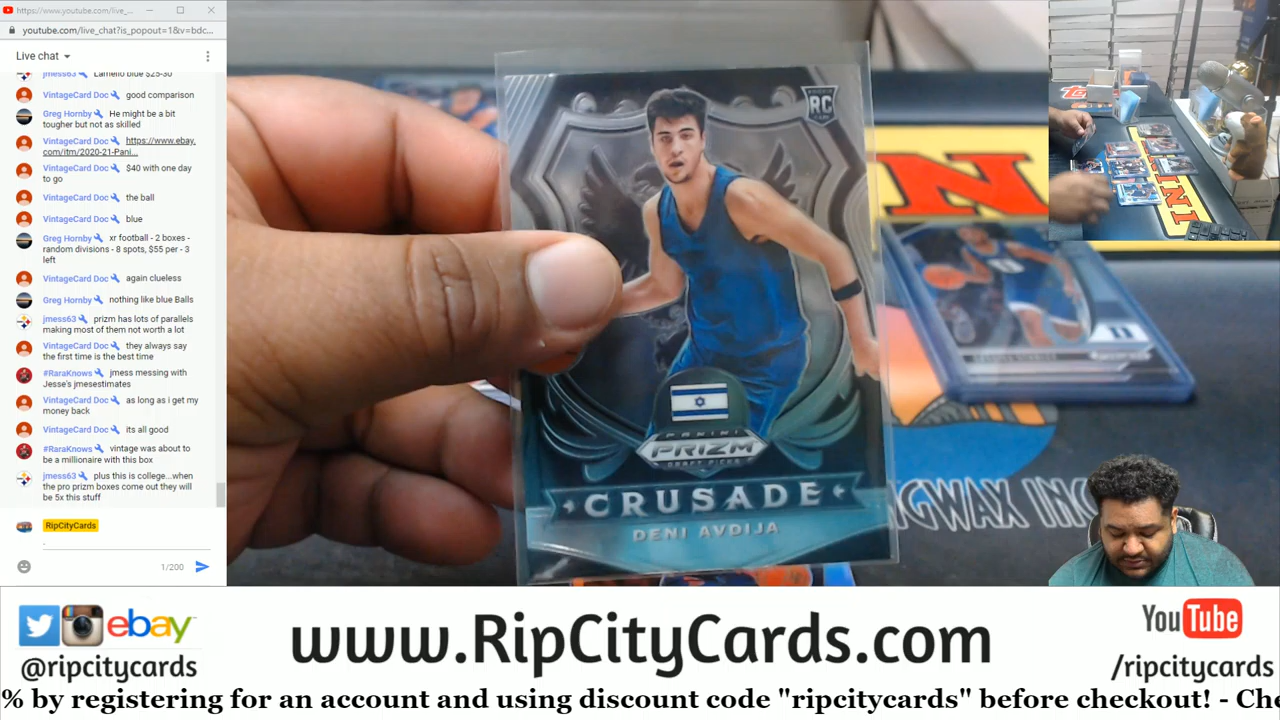 https://www.youtube.com/live_...
youtube.com/live_chat?is_popout=1&v=bdc...
Live chat
jmess63 Lamello blue $25-30
VintageCard Doc good comparison
Greg Hornby He might be a bit
tougher but not as skilled
VintageCard Doc https://www.ebay.
com/itm/2020-21-Pani...
VintageCard Doc $40 with one day
to go
VintageCard Doc the ball
VintageCard Doc blue
Greg Hornby xr football - 2 boxes -
random divisions - 8 spots, $55 per - 3
left
VintageCard Doc again clueless
Greg Hornby nothing like blue Balls
jmess63 prizm has lots of parallels
making most of them not worth a lot
VintageCard Doc they always say
the first time is the best time
#RaraKnows jmess messing with
Jesse's jmesestimates
VintageCard Doc as long as i get my
money back
VintageCard Doc its all good
#RaraKnows vintage was about to
be a millionaire with this box
jmess63 plus this is college...when
the pro prizm boxes come out they will
be 5x this stuff
RipCityCards
.
1/200
RC
PANINI
PRIZM
DRAFT PICKS
CRUSADE
DENI AVDIJA
NINI
INI
INGWAX INC
ebay
@ripcitycards
www.RipCityCards.com
YouTube
/ripcitycards
% by registering for an account and using discount code "ripcitycards" before checkout! - Che